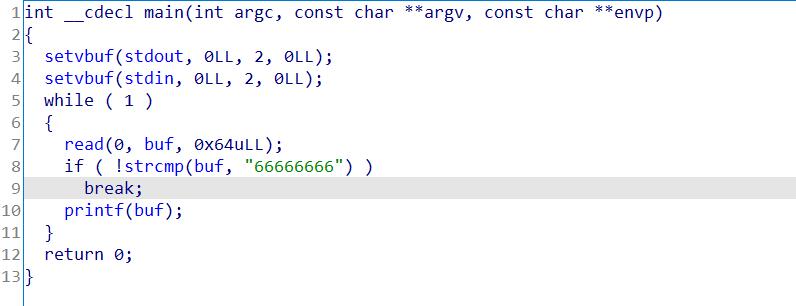 1 int __cdecl main(int argc, const char **argv, const char **envp)
2 {
3 setvbuf(stdout, 0LL, 2, 0LL);
4 setvbuf(stdin, 0LL, 2, 0LL);
5 while ( 1 )
6 {
7 read(0, buf, 0x64uLL);
8 if ( !strcmp(buf, "66666666") )
9 break;
10 printf(buf);
11 }
12 return 0;
13 }